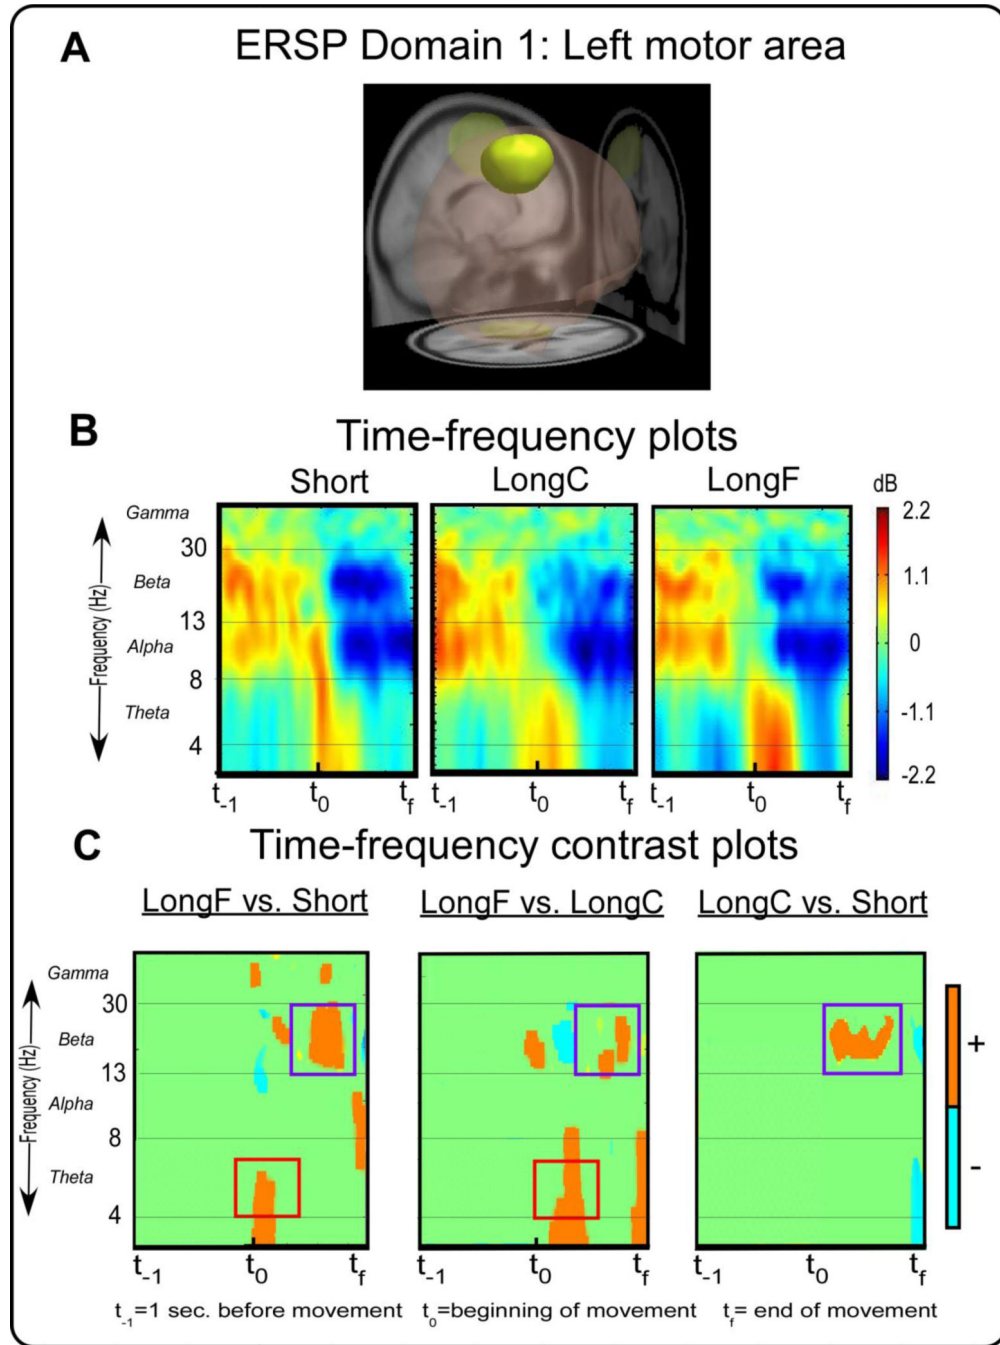 A
ERSP Domain 1: Left motor area
B
Time-frequency plots
Short LongC LongF dB
Gamma
30
Beta
13
Alpha
8
Theta
4
Frequency (Hz)
2.2
1.1
0
-1.1
-2.2
t-1 t0 tf t-1 t0 tf t-1 t0 tf
C
Time-frequency contrast plots
LongF vs. Short LongF vs. LongC LongC vs. Short
Gamma
30
Beta
13
Alpha
8
Theta
4
Frequency (Hz)
+
-
t-1 t0 tf t-1 t0 tf t-1 t0 tf
t-1=1 sec. before movement t0=beginning of movement tf= end of movement